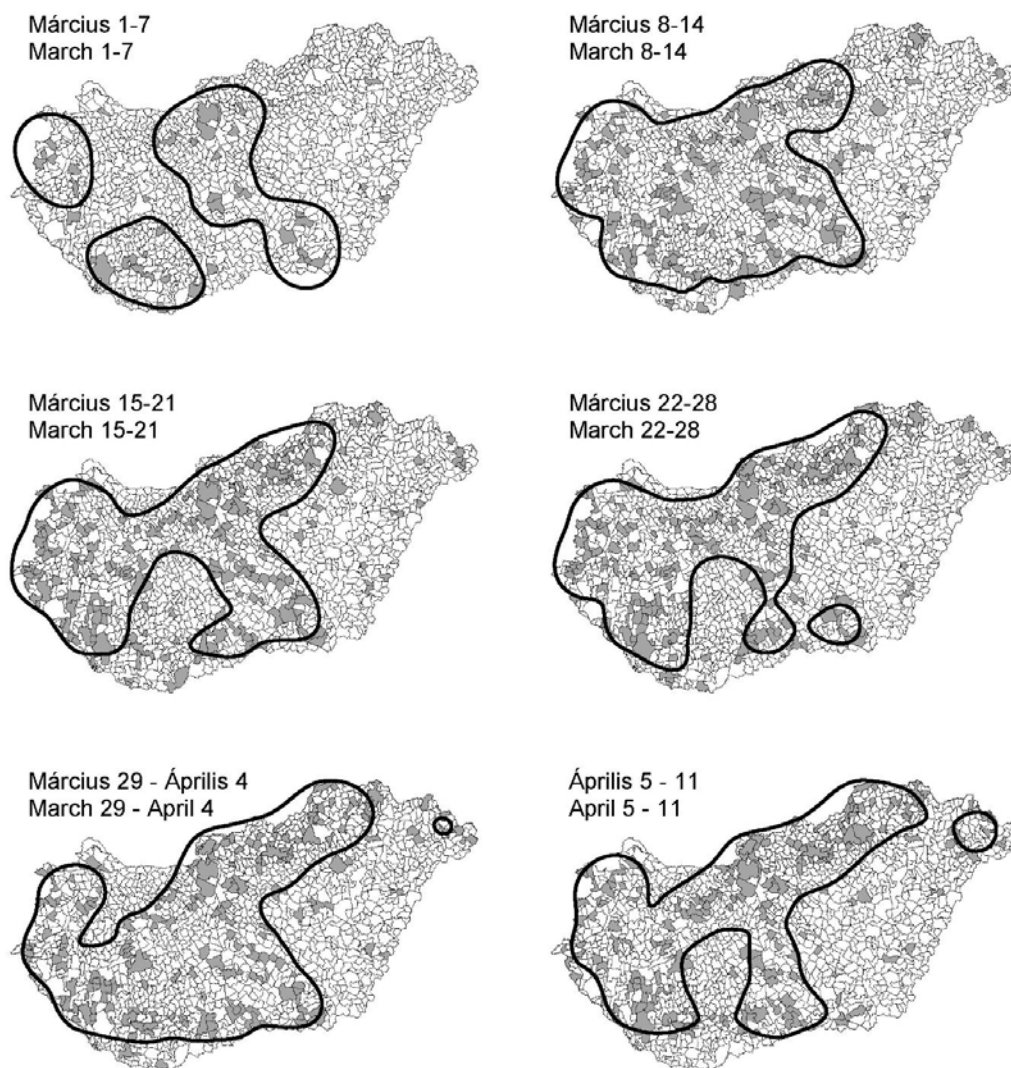 Március 1-7
March 1-7
Március 8-14
March 8-14
Március 15-21
March 15-21
Március 22-28
March 22-28
Március 29 - Április 4
March 29 - April 4
Április 5 - 11
April 5 - 11